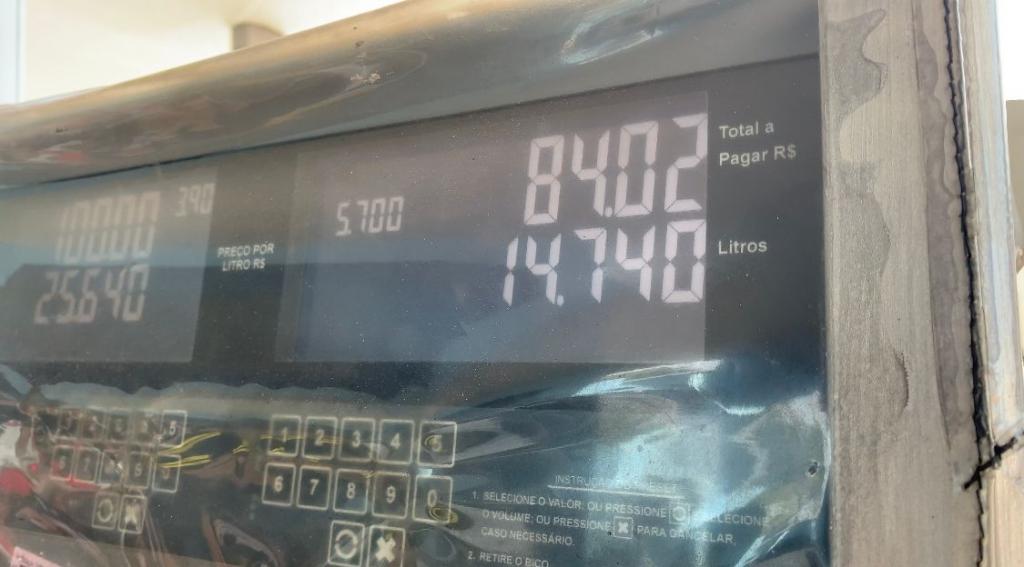 84.02
Total a
Pagar R$
5.700
14.740
Litros
100.00
3.90
25.640
PREÇO POR
LITRO R$
1 2 3 4 5
6 7 8 9 0
1. SELECIONE O VALOR, OU PRESSIONE SELECIONE
O VOLUME; OU PRESSIONE PARA CANCELAR,
CASO NECESSÁRIO.
2. RETIRE O BICO